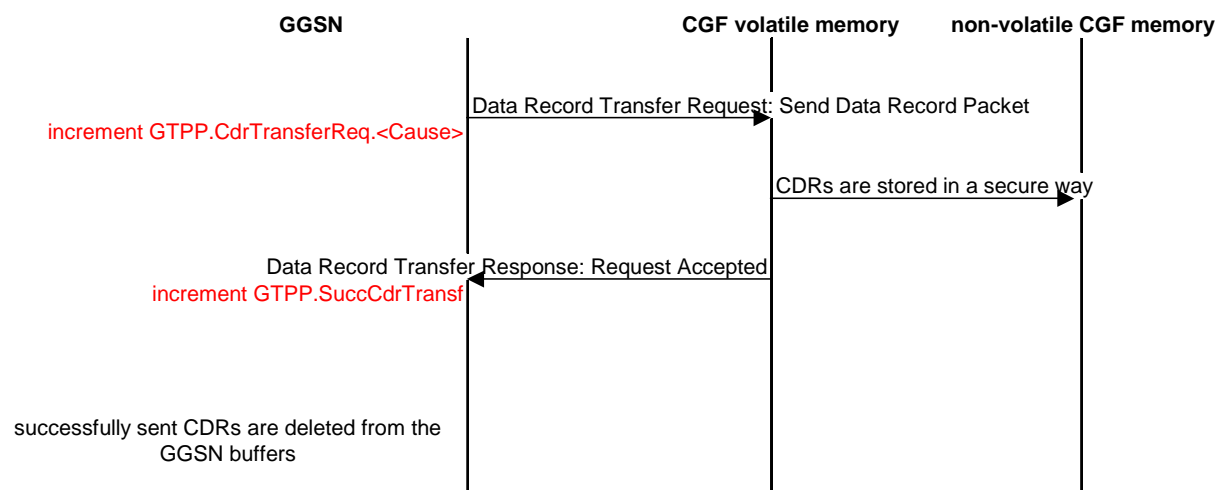 GGSN
CGF volatile memory
non-volatile CGF memory
Data Record Transfer Request: Send Data Record Packet
increment GTPP.CdrTransferReq.<Cause>
CDRs are stored in a secure way
Data Record Transfer Response: Request Accepted
increment GTPP.SuccCdrTransf
successfully sent CDRs are deleted from the
GGSN buffers